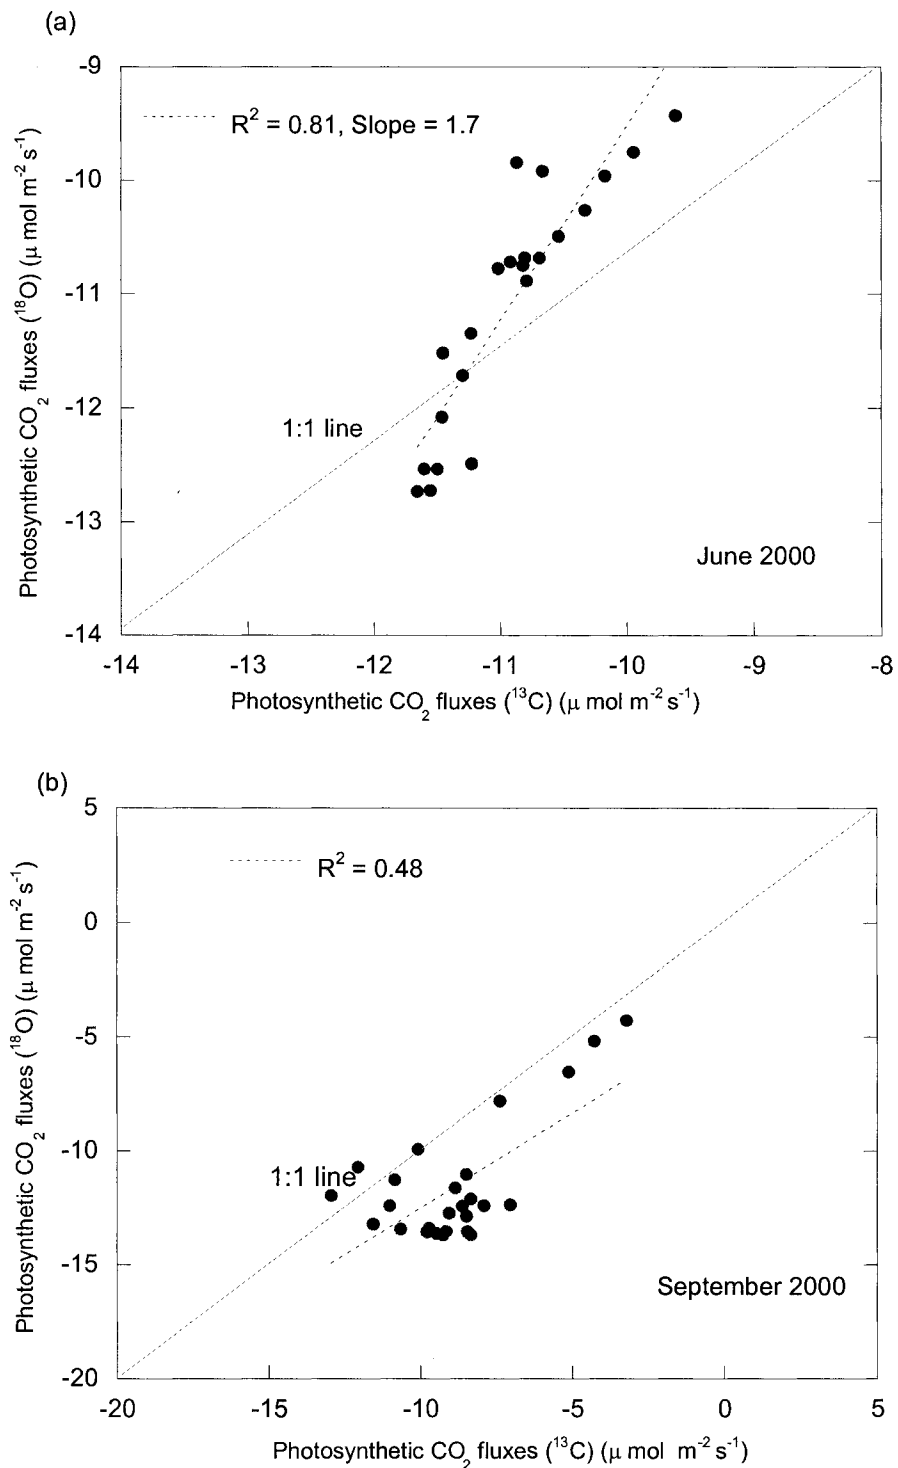 (a)
-9
R² = 0.81, Slope = 1.7
-10
-11
-12
1:1 line
-13
June 2000
-14
-14 -13 -12 -11 -10 -9 -8
Photosynthetic CO₂ fluxes (¹⁸O) (μ mol m⁻² s⁻¹)
Photosynthetic CO₂ fluxes (¹³C) (μ mol m⁻² s⁻¹)
(b)
5
R² = 0.48
0
-5
-10
1:1 line
-15
September 2000
-20
-20 -15 -10 -5 0 5
Photosynthetic CO₂ fluxes (¹⁸O) (μ mol m⁻² s⁻¹)
Photosynthetic CO₂ fluxes (¹³C) (μ mol m⁻² s⁻¹)